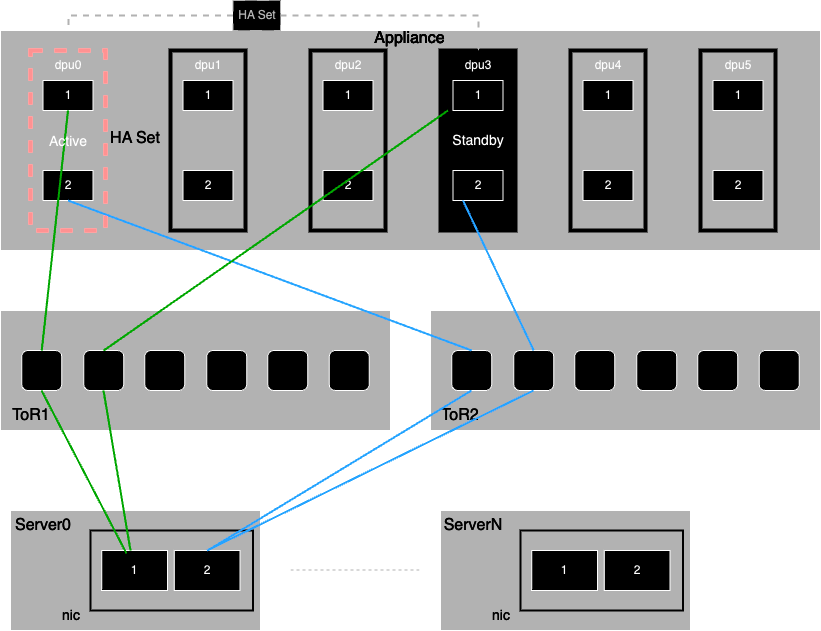 HA Set
Appliance
dpu0 dpu1 dpu2 dpu3 dpu4 dpu5
1 1 1 1 1 1
Active HA Set Standby
2 2 2 2 2 2
ToR1 ToR2
Server0 ServerN
1 2 1 2
nic nic